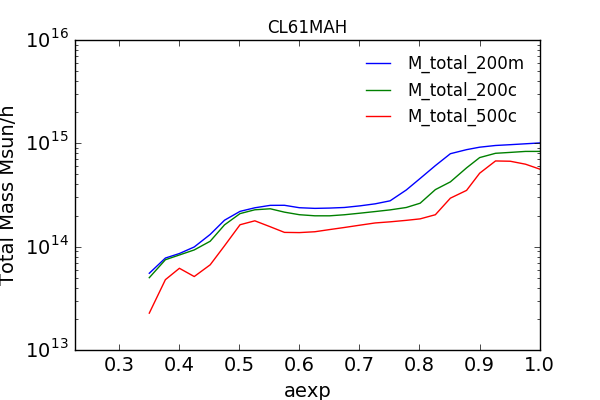 CL61MAH
10^16
10^15
10^14
10^13
Total Mass Msun/h
M_total_200m
M_total_200c
M_total_500c
0.3 0.4 0.5 0.6 0.7 0.8 0.9 1.0
aexp